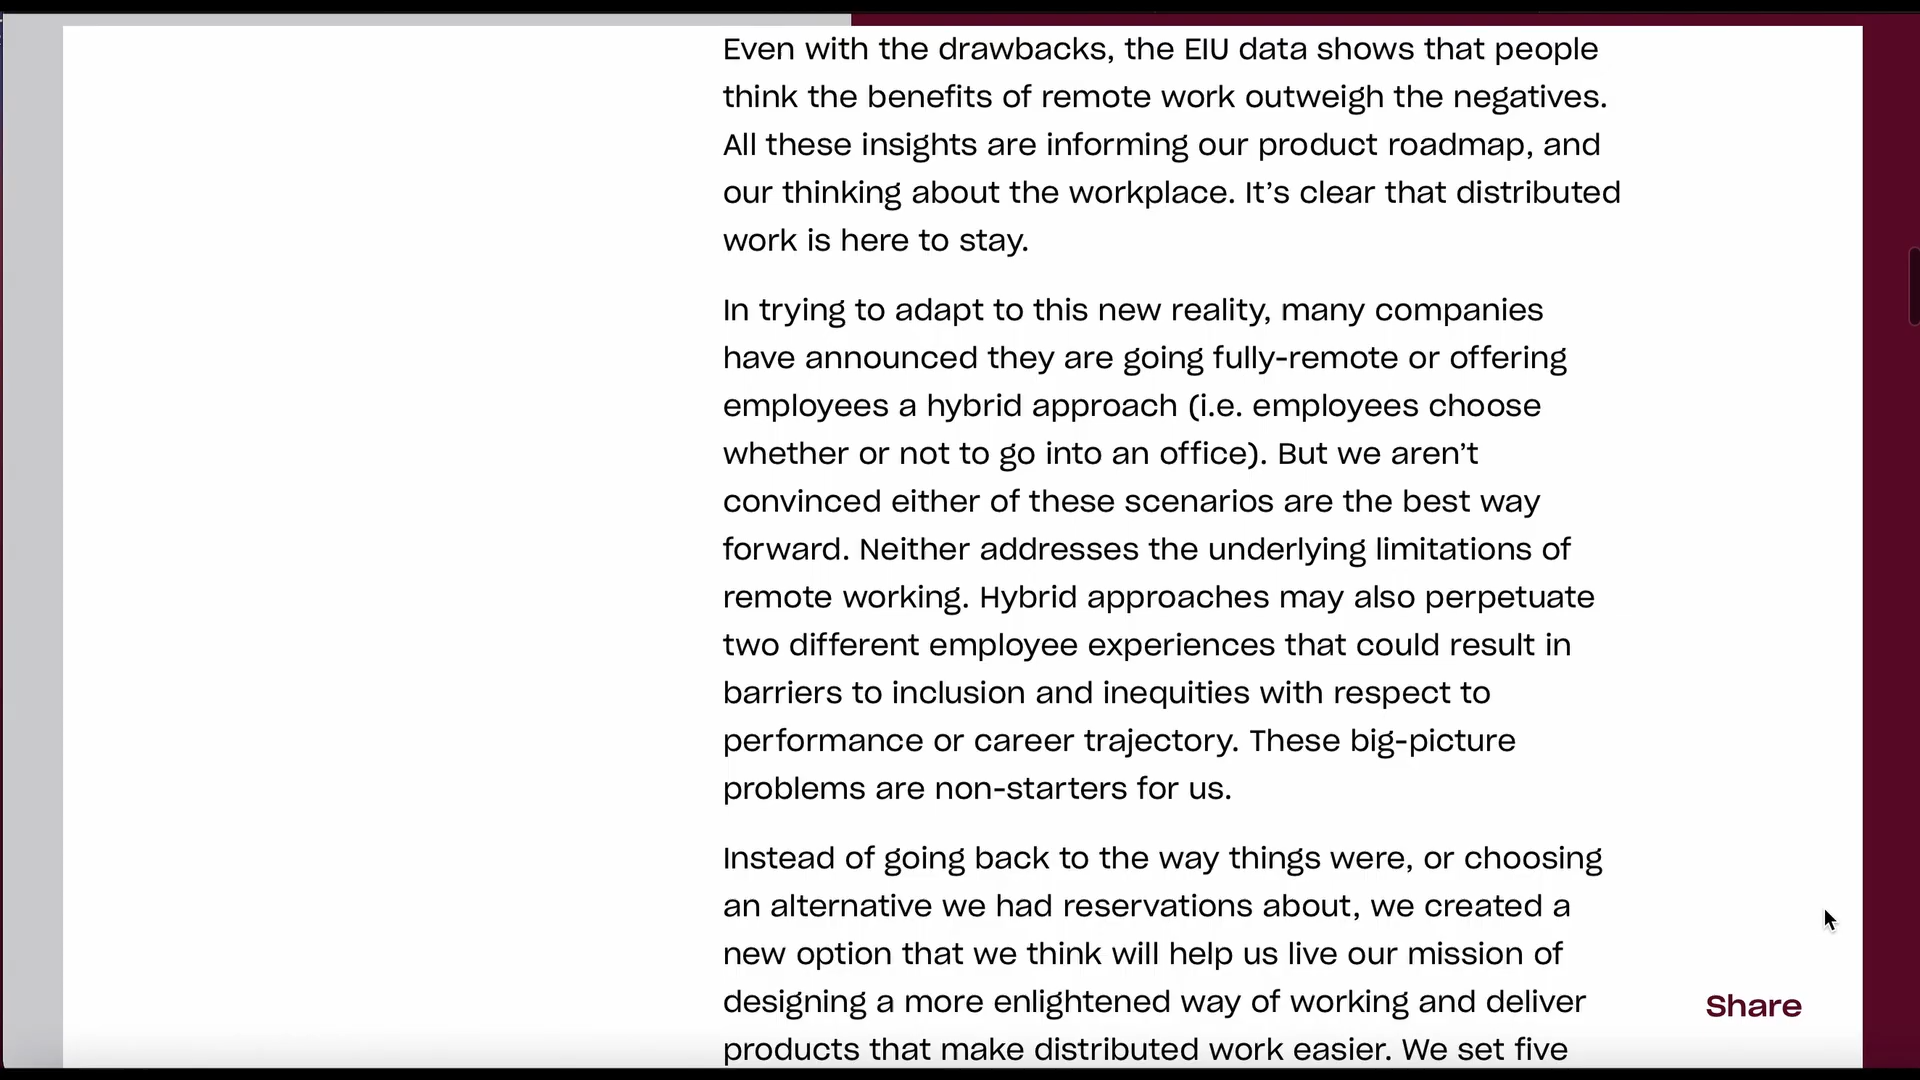 Even with the drawbacks, the EIU data shows that people
think the benefits of remote work outweigh the negatives.
All these insights are informing our product roadmap, and
our thinking about the workplace. It’s clear that distributed
work is here to stay.
In trying to adapt to this new reality, many companies
have announced they are going fully-remote or offering
employees a hybrid approach (i.e. employees choose
whether or not to go into an office). But we aren’t
convinced either of these scenarios are the best way
forward. Neither addresses the underlying limitations of
remote working. Hybrid approaches may also perpetuate
two different employee experiences that could result in
barriers to inclusion and inequities with respect to
performance or career trajectory. These big-picture
problems are non-starters for us.
Instead of going back to the way things were, or choosing
an alternative we had reservations about, we created a
new option that we think will help us live our mission of
designing a more enlightened way of working and deliver
products that make distributed work easier. We set five
Share